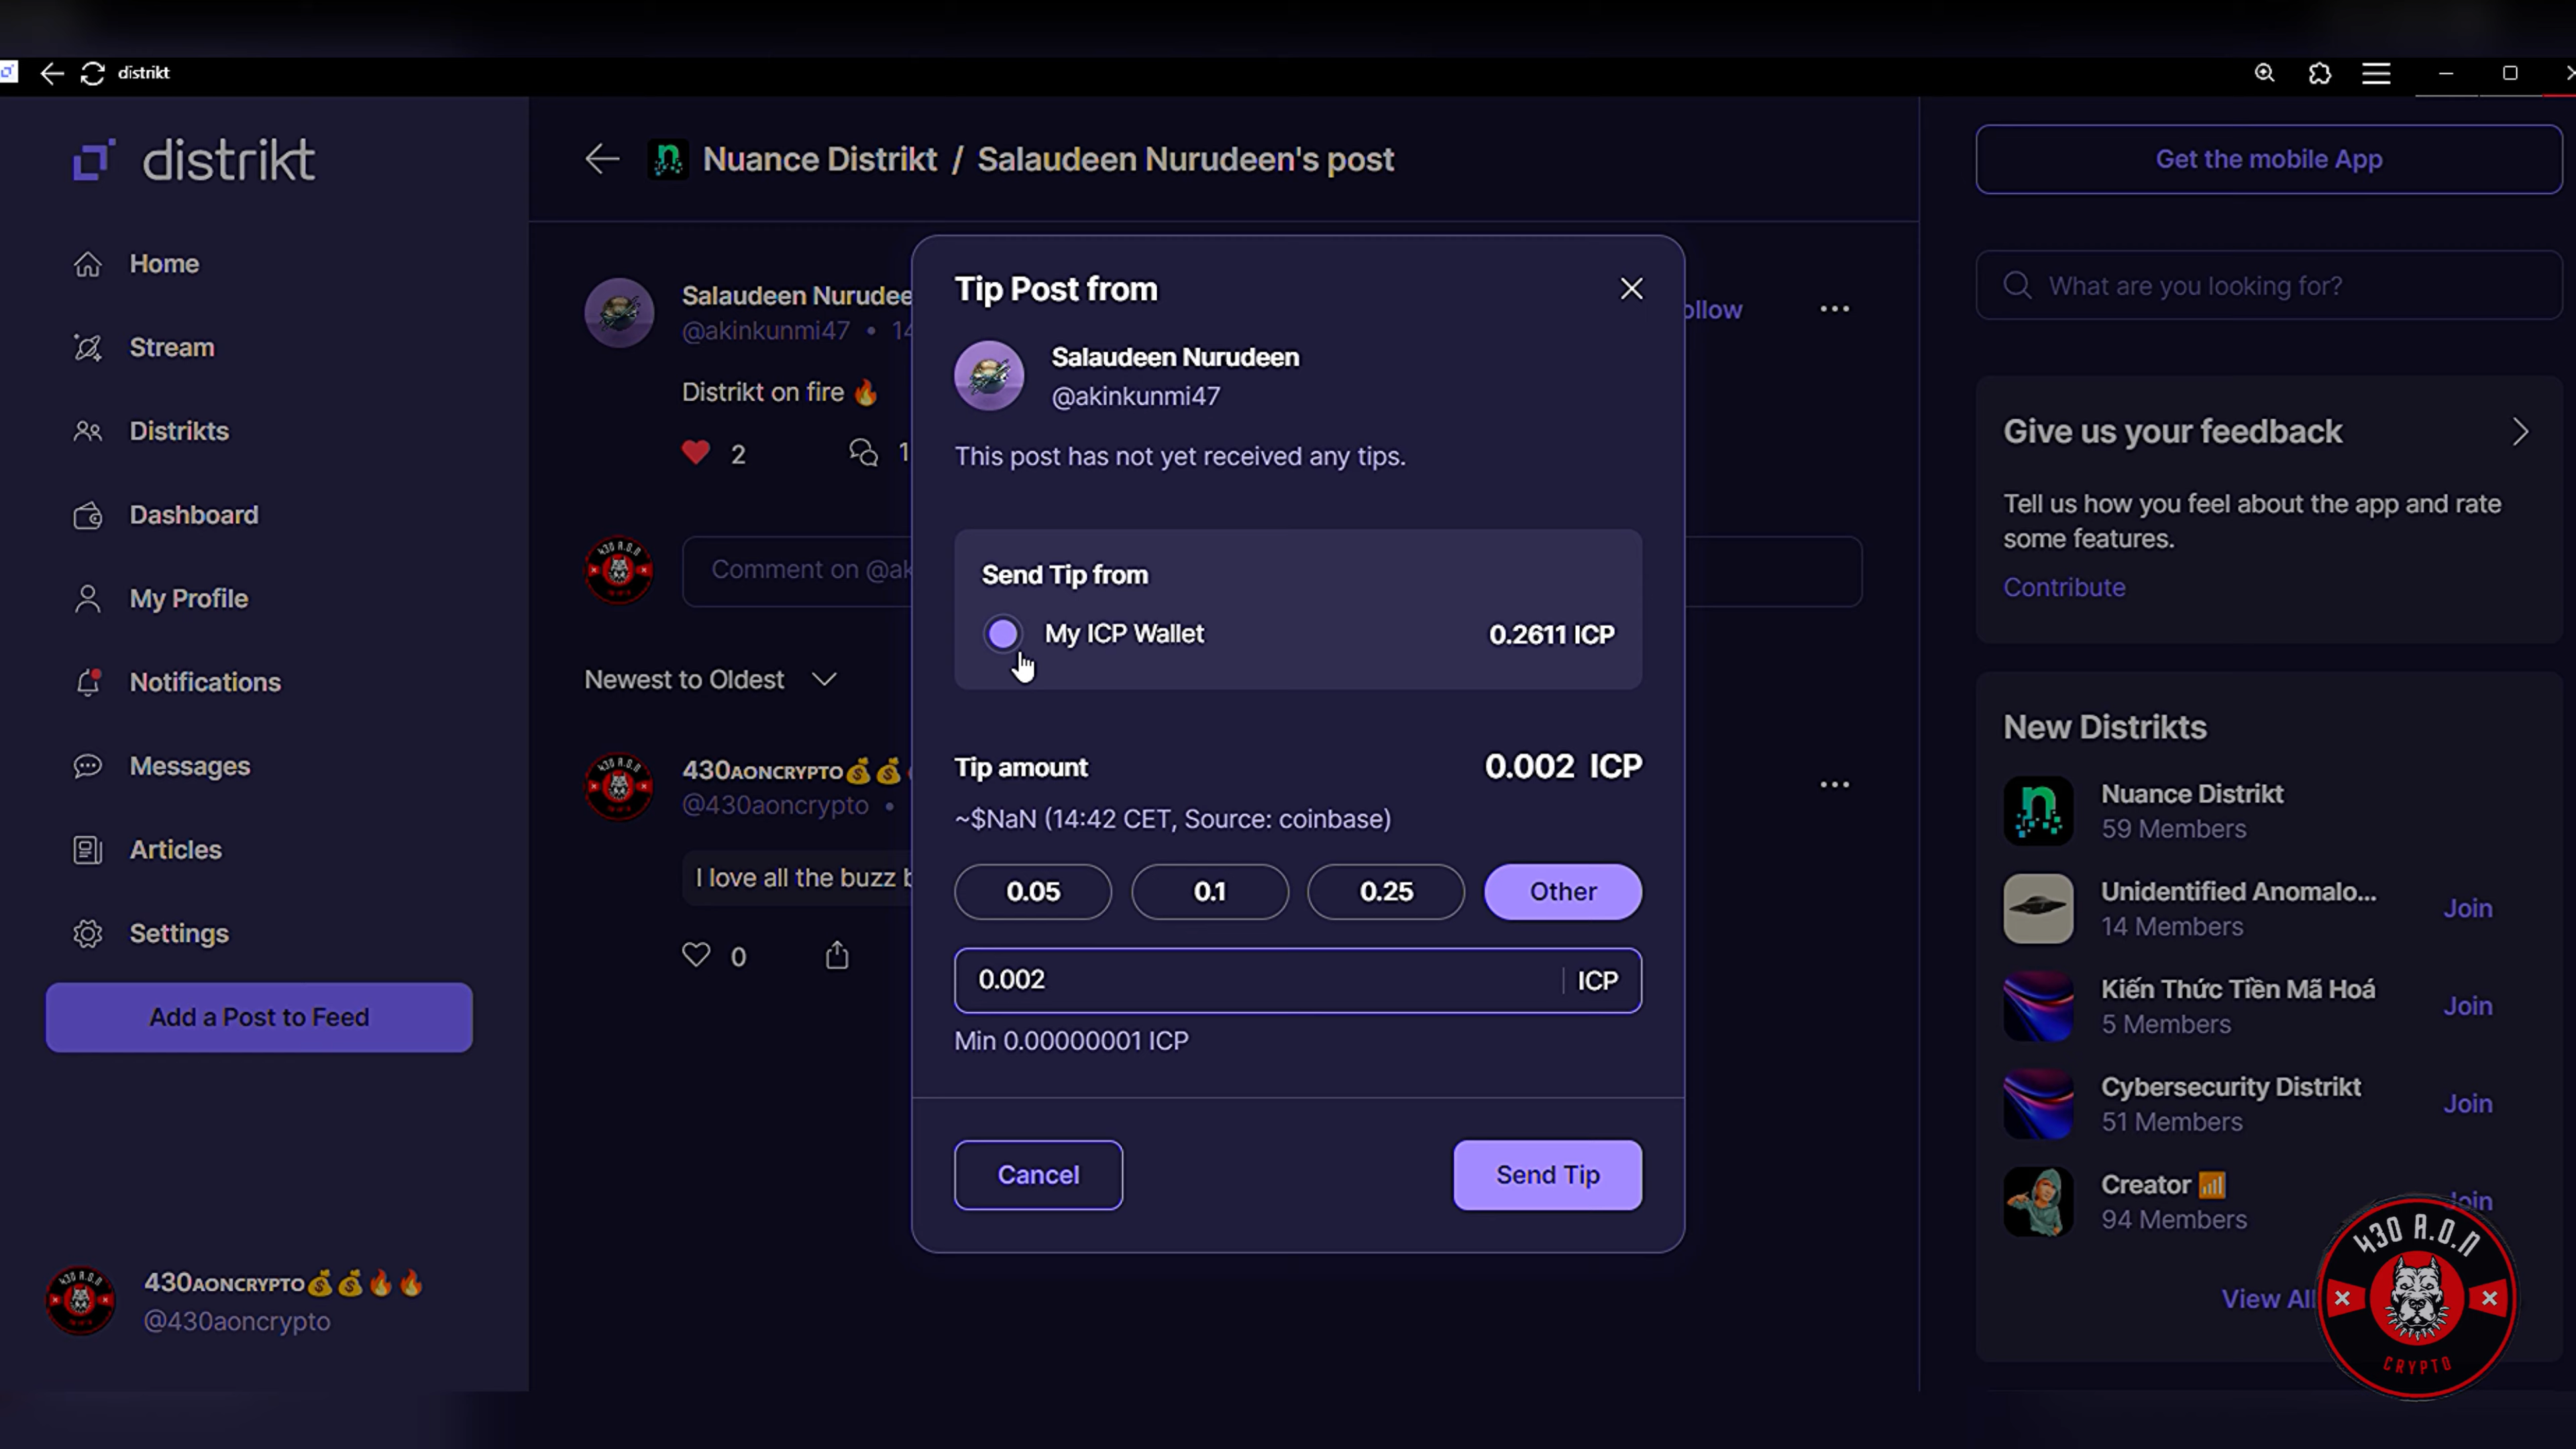 distrikt
distrikt
Home
Stream
Distrikts
Dashboard
My Profile
Notifications
Messages
Articles
Settings
Add a Post to Feed
430AONCRYPTO💰💰🔥🔥
@430aoncrypto
Nuance Distrikt / Salaudeen Nurudeen's post
Salaudeen Nurudee
@akinkunmi47 • 14
ollow
Distrikt on fire 🔥
2
1
Comment on @ak
Newest to Oldest
430AONCRYPTO💰💰
@430aoncrypto •
I love all the buzz b
0
Tip Post from
Salaudeen Nurudeen
@akinkunmi47
This post has not yet received any tips.
Send Tip from
My ICP Wallet 0.2611 ICP
Tip amount 0.002 ICP
~$NaN (14:42 CET, Source: coinbase)
0.05 0.1 0.25 Other
0.002 ICP
Min 0.00000001 ICP
Cancel Send Tip
Get the mobile App
What are you looking for?
Give us your feedback
Tell us how you feel about the app and rate
some features.
Contribute
New Distrikts
Nuance Distrikt
59 Members
Unidentified Anomalo...
14 Members
Join
Kiến Thức Tiền Mã Hoá
5 Members
Join
Cybersecurity Distrikt
51 Members
Join
Creator 📶
94 Members
Join
View All
430 A.O.N
CRYPTO